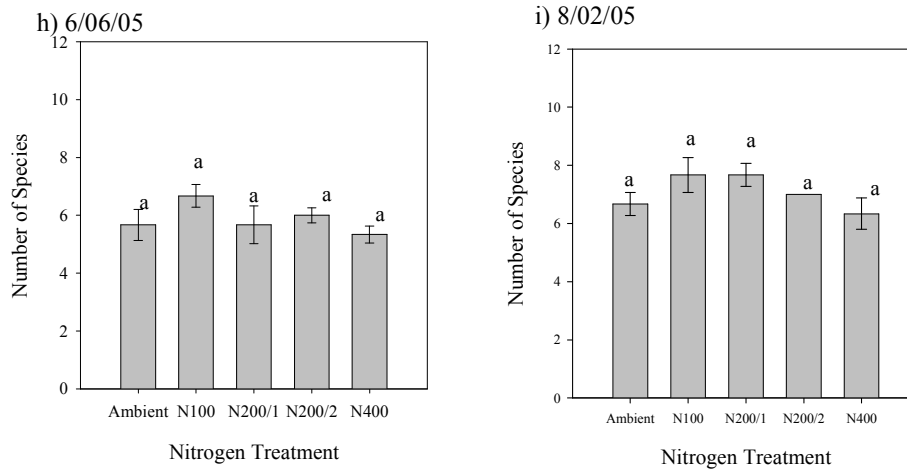 h) 6/06/05
12
10
8
6
4
2
0
Number of Species
a
a
a
a
a
Ambient N100 N200/1 N200/2 N400
Nitrogen Treatment
i) 8/02/05
12
10
8
6
4
2
0
Number of Species
a
a
a
a
a
Ambient N100 N200/1 N200/2 N400
Nitrogen Treatment